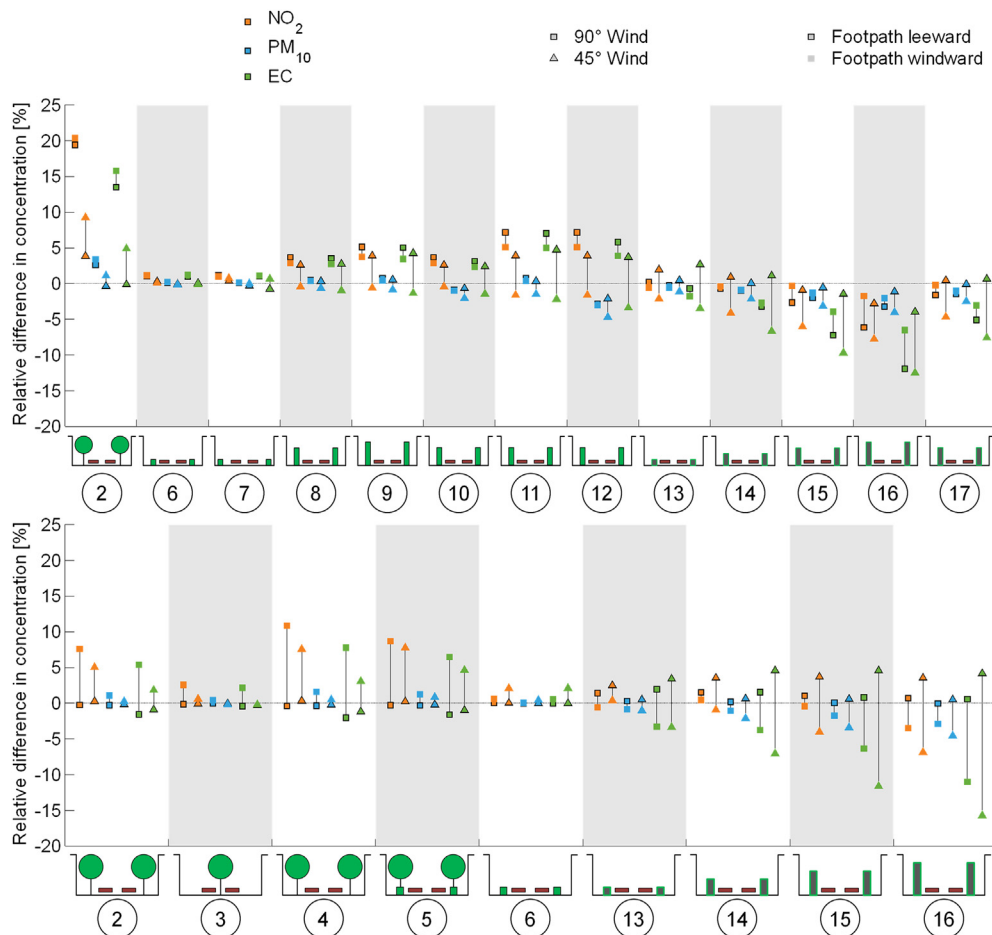 NO2
PM10
EC
90° Wind
45° Wind
Footpath leeward
Footpath windward
Relative difference in concentration [%]
25
20
15
10
5
0
-5
-10
-15
-20
2 6 7 8 9 10 11 12 13 14 15 16 17
Relative difference in concentration [%]
25
20
15
10
5
0
-5
-10
-15
-20
2 3 4 5 6 13 14 15 16